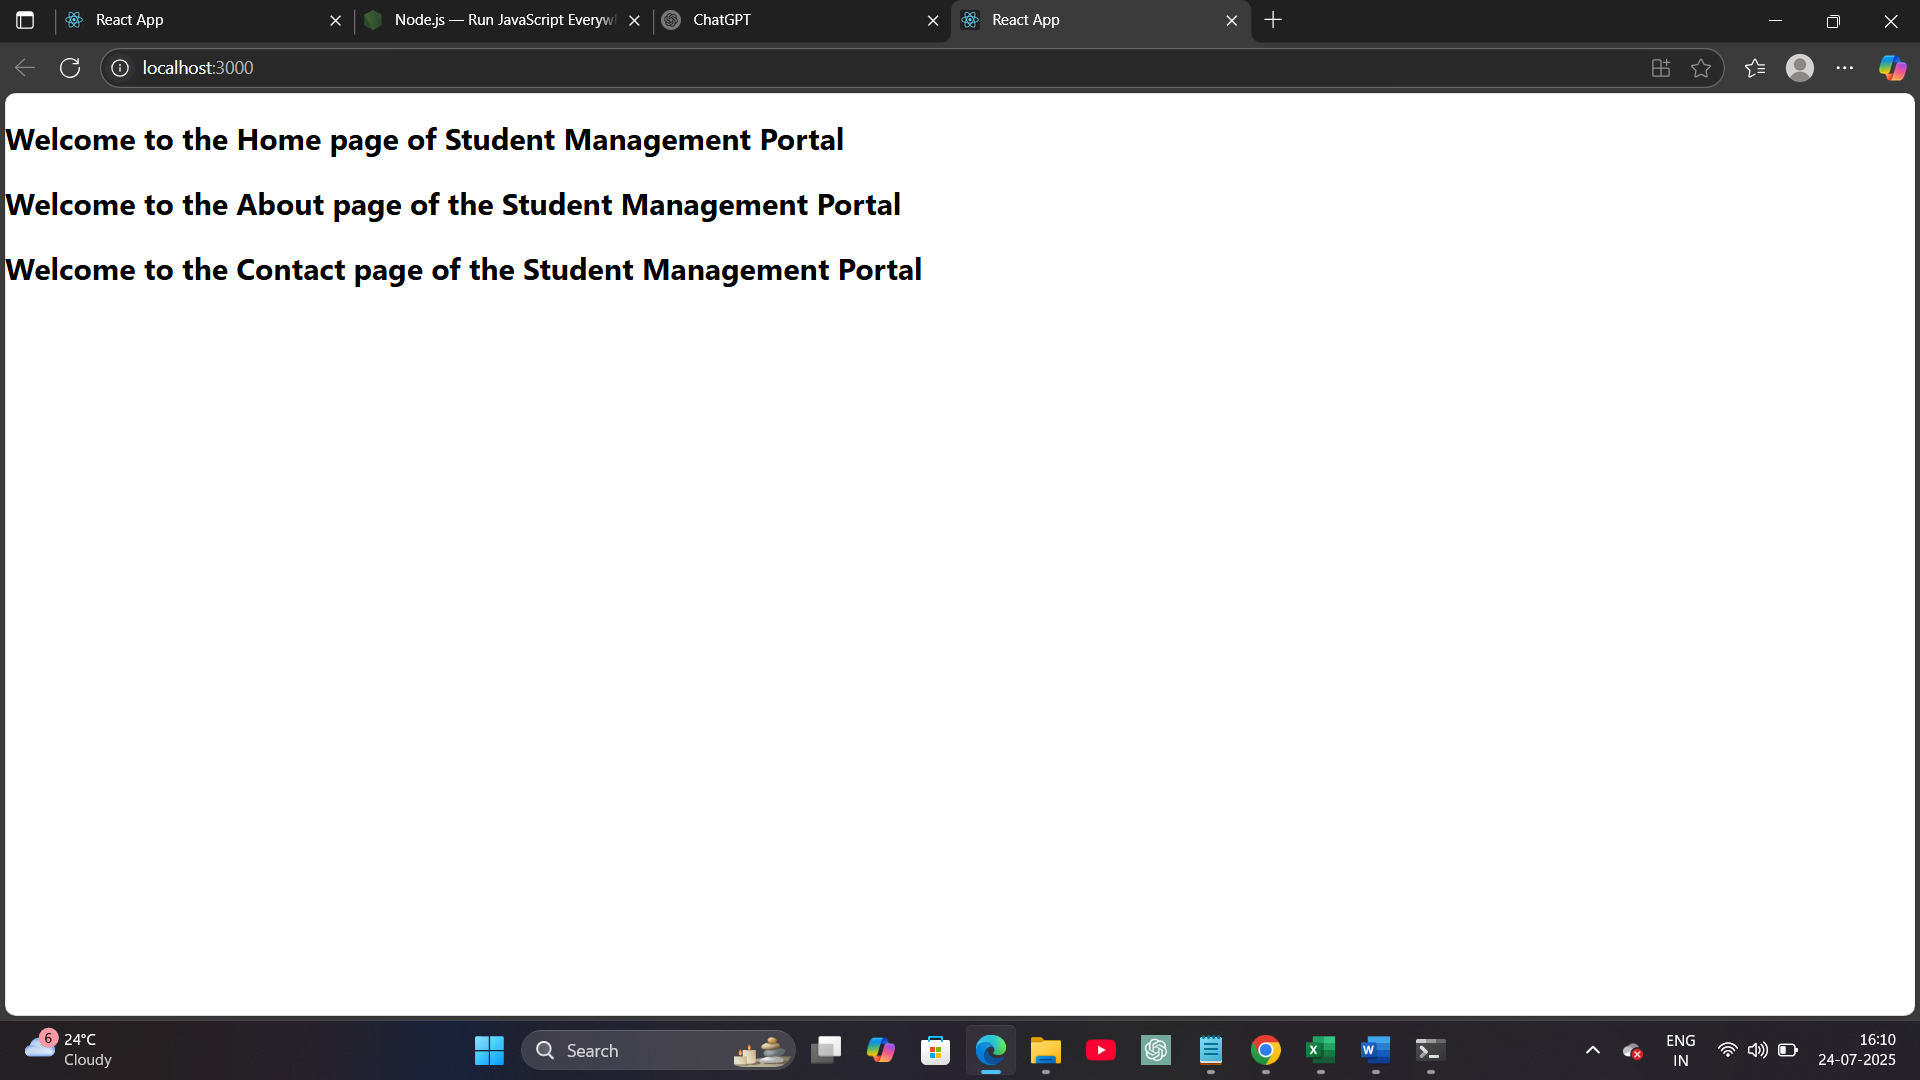 React App
Node.js — Run JavaScript Everyw
ChatGPT
React App
localhost:3000
Welcome to the Home page of Student Management Portal
Welcome to the About page of the Student Management Portal
Welcome to the Contact page of the Student Management Portal
6
24°C
Cloudy
Search
ENG
IN
16:10
24-07-2025